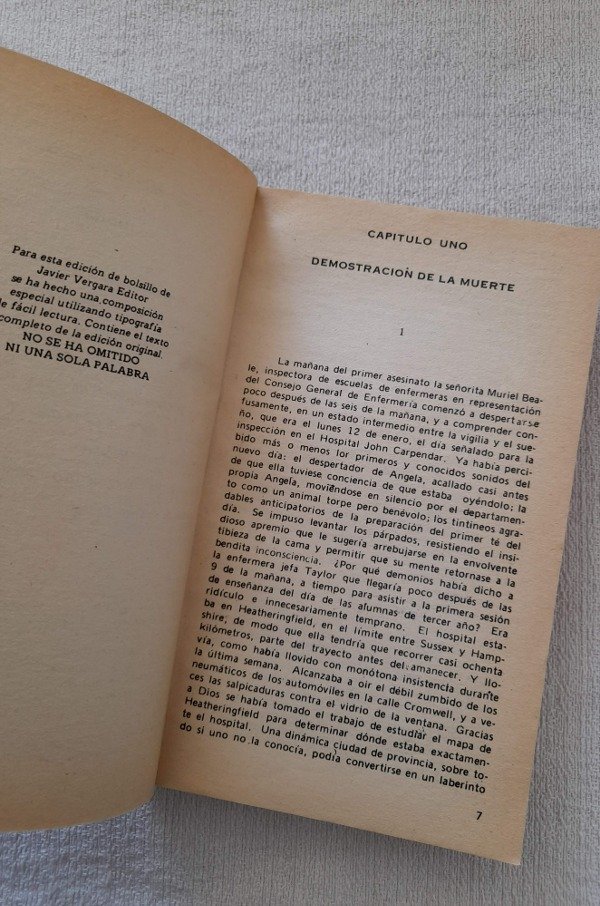 Para esta edición de bolsillo de
Javier Vergara Editor
se ha hecho una composición
especial utilizando tipografía
de fácil lectura. Contiene el texto
completo de la edición original.
NO SE HA OMITIDO
NI UNA SOLA PALABRA
CAPITULO UNO
DEMOSTRACION DE LA MUERTE
1
La mañana del primer asesinato la señorita Muriel Bea-
le, inspectora de escuelas de enfermeras en representación
del Consejo General de Enfermería comenzó a despertarse
poco después de las seis de la mañana, y a comprender con-
fusamente, en un estado intermedio entre la vigilia y el sue-
ño, que era el lunes 12 de enero, el día señalado para la
inspección en el Hospital John Carpendar. Ya había perci-
bido más o menos lor primeros y conocidos sonidos del
nuevo día: el despertador de Angela, acallado casi antes
de que ella tuviese conciencia de que estaba oyéndolo; la
propia Angela, moviéndose en silencio por el departamen-
to como un animal torpe pero benévolo; los tintineos agra-
dables anticipatorios de la preparación del primer té del
día. Se impuso levantar los párpados, resistiendo el insi-
dioso apremio que le sugería arrebujarse en la envolvente
tibieza de la cama y permitir que su mente retornase a la
bendita inconsciencia. ¿Por qué demonios había dicho a
la enfermera jefa Taylor que llegaría poco después de las
9 de la mañana, a tiempo para asistir a la primera sesión
de enseñanza del día de las alumnas de tercer año? Era
ridículo e innecesariamente temprano. El hospital esta-
ba en Heatheringfield, en el límite entre Sussex y Hamp-
shire; de modo que ella tendría que recorrer casi ochenta
kilómetros, parte del trayecto antes del amanecer. Y llo-
vía, como había llovido con monótona insistencia durante
la última semana. Alcanzaba a oir el débil zumbido de los
neumáticos de los automóviles en la calle Cromwell, y a ve-
ces las salpicaduras contra el vidrio de la ventana. Gracias
a Dios se había tomado el trabajo de estudiar el mapa de
Heatheringfield para determinar dónde estaba exactamen-
te el hospital. Una dinámica ciudad de provincia, sobre to-
do si uno no la conocía, podía convertirse en un laberinto
7